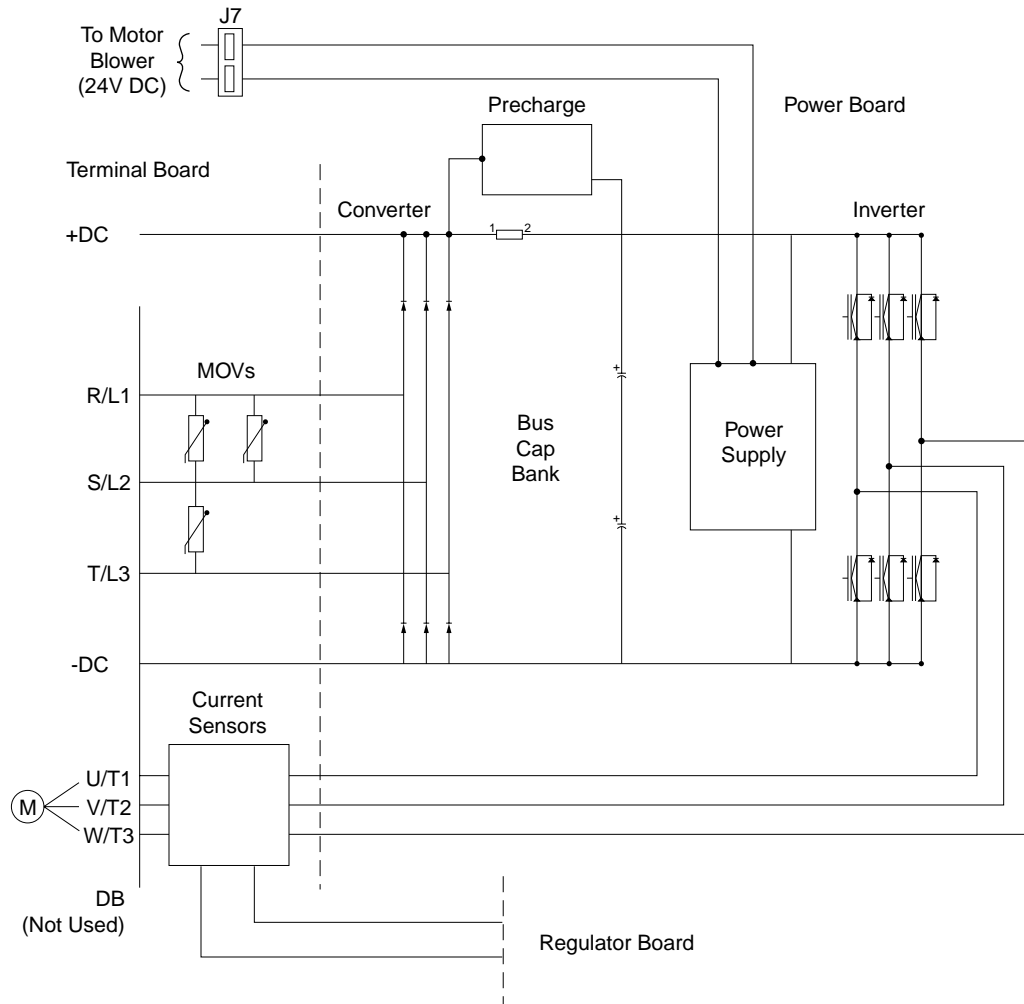 J7
To Motor
Blower
(24V DC)
Precharge
Power Board
Terminal Board
Converter
Inverter
+DC
1 2
MOVs
R/L1
+
Bus
Cap
Bank
Power
Supply
S/L2
+
T/L3
-DC
Current
Sensors
U/T1
M
V/T2
W/T3
DB
(Not Used)
Regulator Board